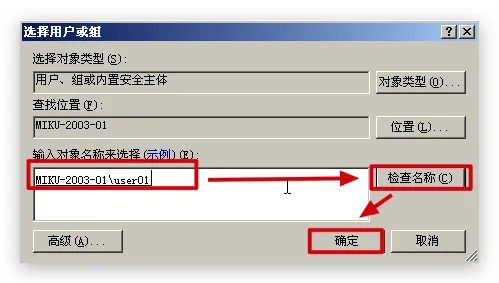 选择用户或组
选择对象类型(S):
用户、组或内置安全主体
对象类型(O)...
查找位置(F):
MIKU-2003-01
位置(L)...
输入对象名称来选择(示例)(E):
MIKU-2003-01\user01
检查名称(C)
高级(A)...
确定
取消